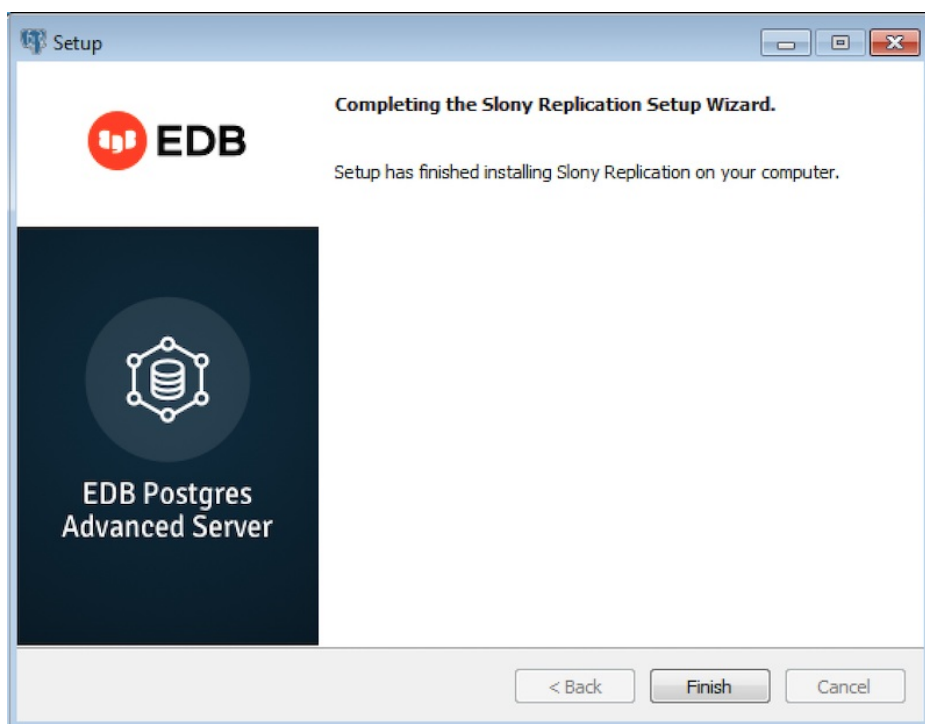 Setup
EDB
Completing the Slony Replication Setup Wizard.
Setup has finished installing Slony Replication on your computer.
EDB Postgres
Advanced Server
< Back
Finish
Cancel